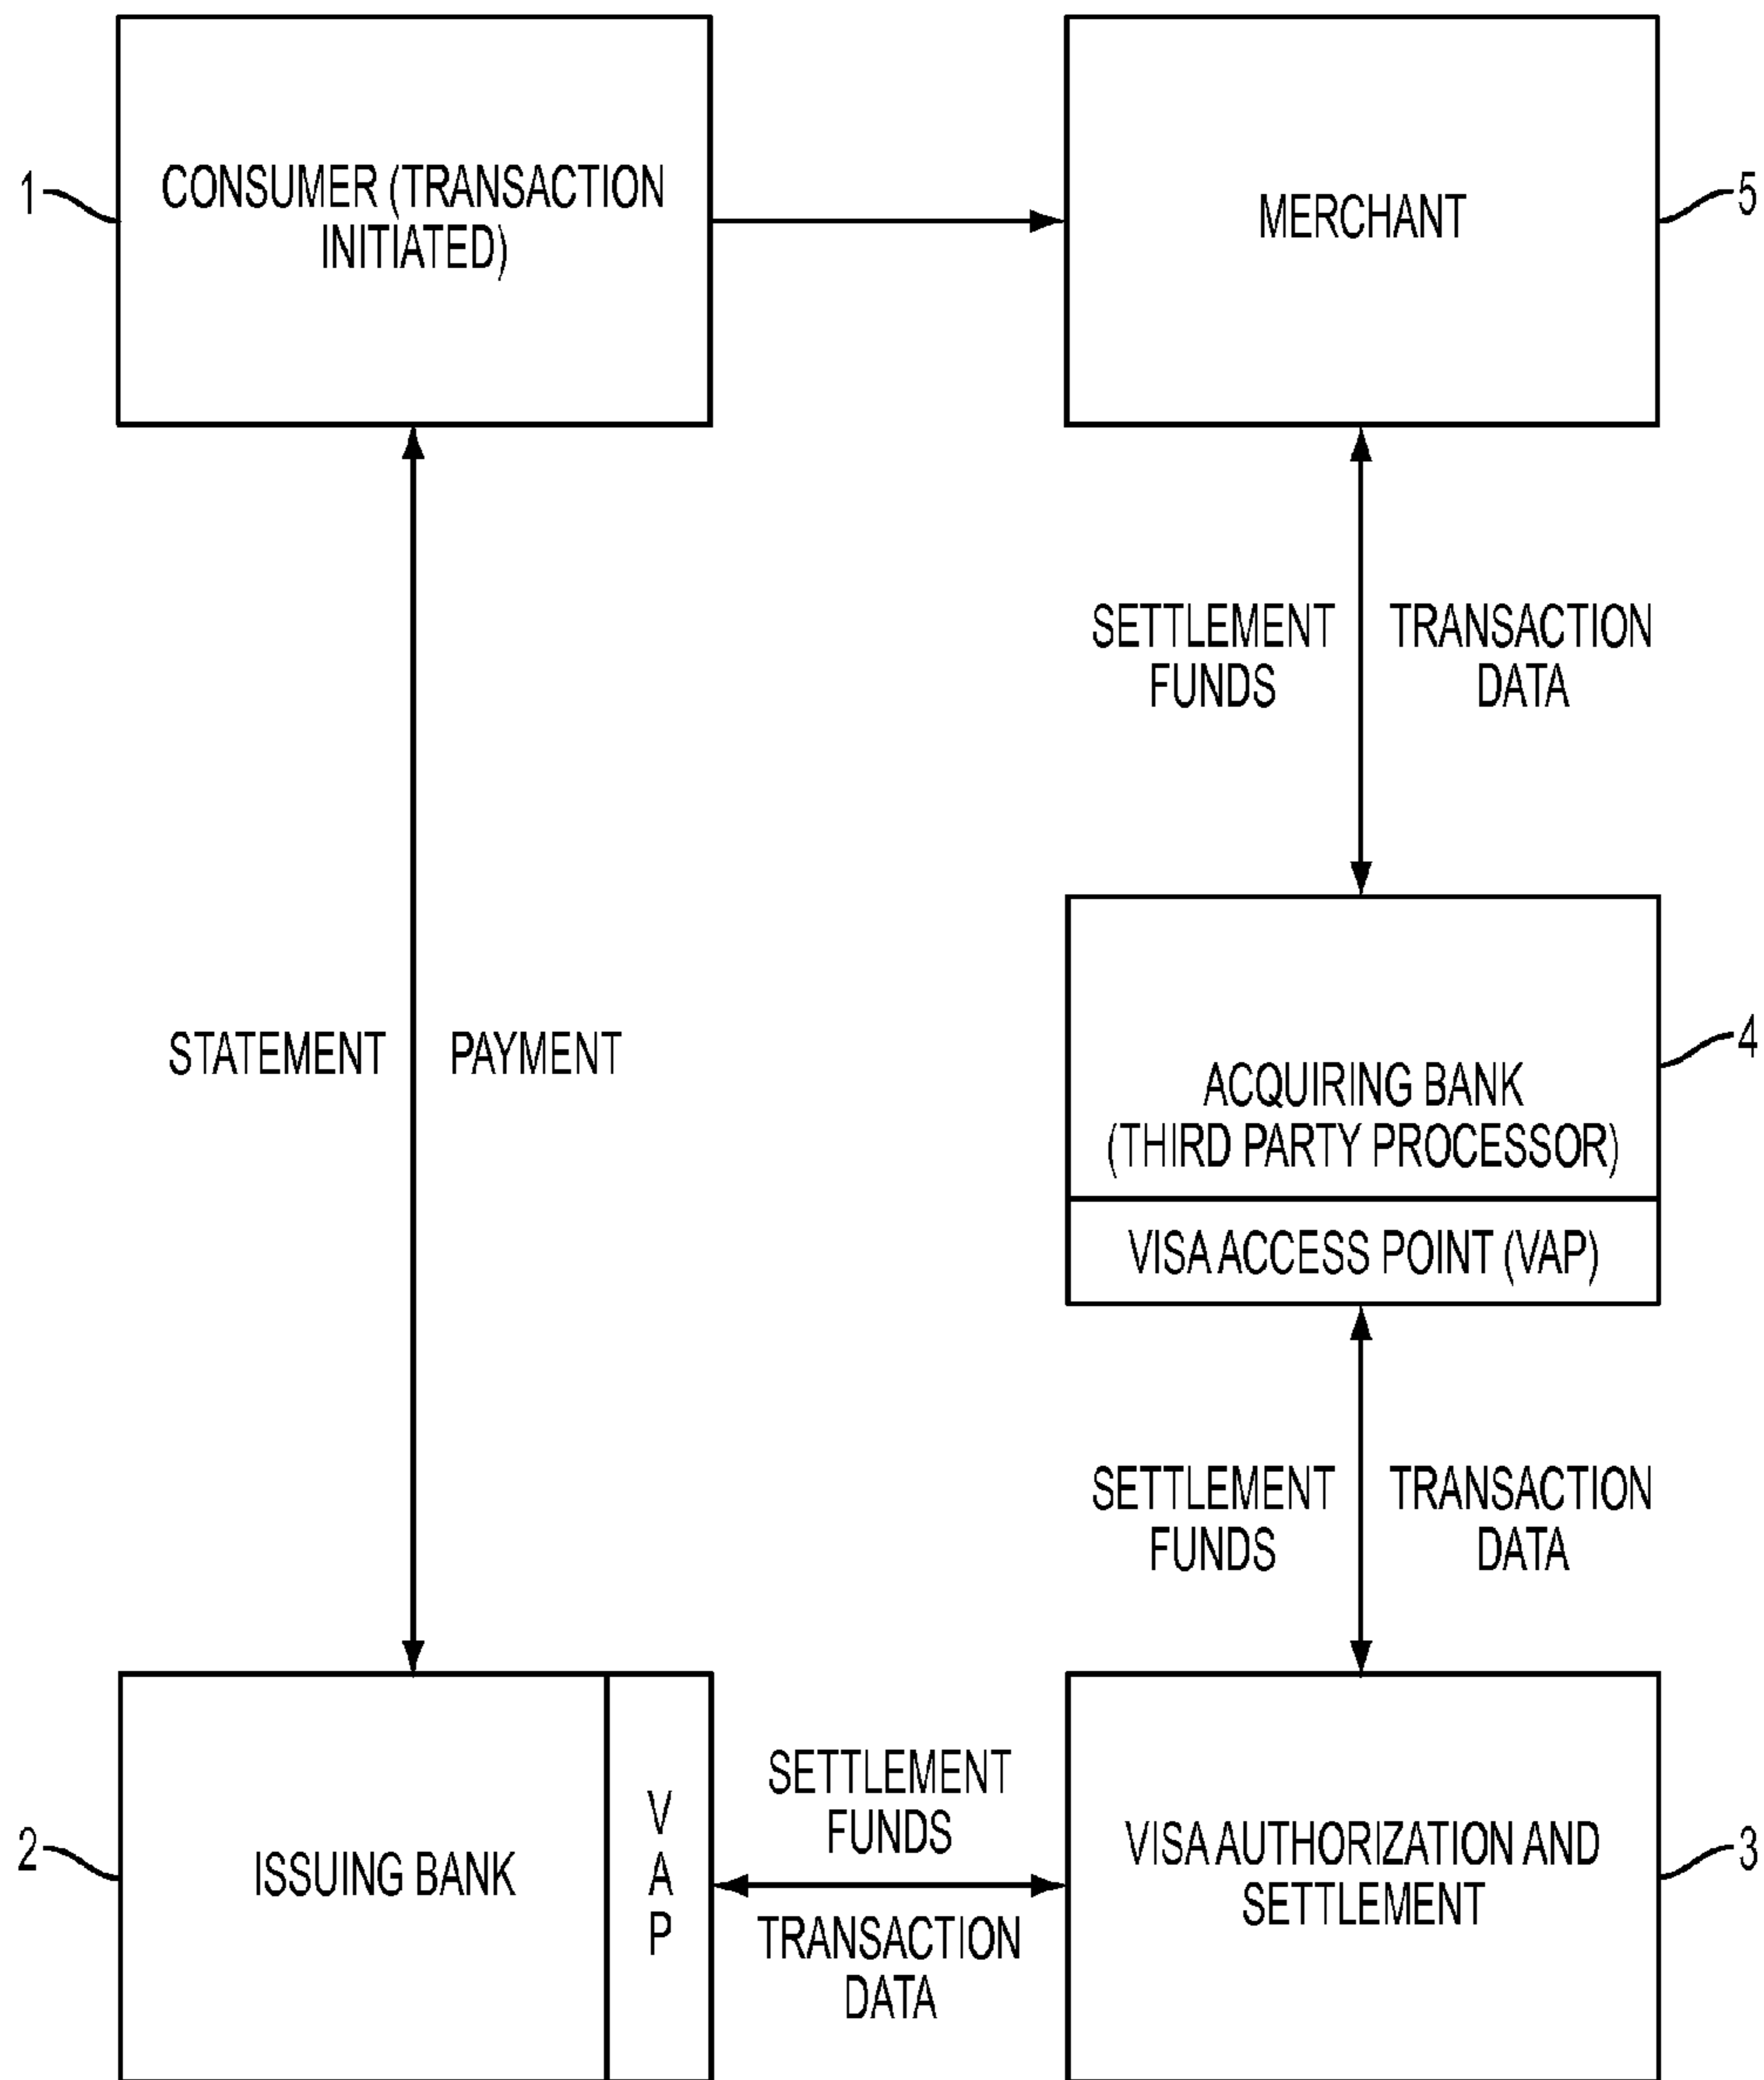 1
CONSUMER (TRANSACTION
INITIATED)
MERCHANT
5
SETTLEMENT
FUNDS
TRANSACTION
DATA
STATEMENT
PAYMENT
ACQUIRING BANK
(THIRD PARTY PROCESSOR)
4
VISA ACCESS POINT (VAP)
SETTLEMENT
FUNDS
TRANSACTION
DATA
2
ISSUING BANK
V
A
P
SETTLEMENT
FUNDS
TRANSACTION
DATA
VISA AUTHORIZATION AND
SETTLEMENT
3